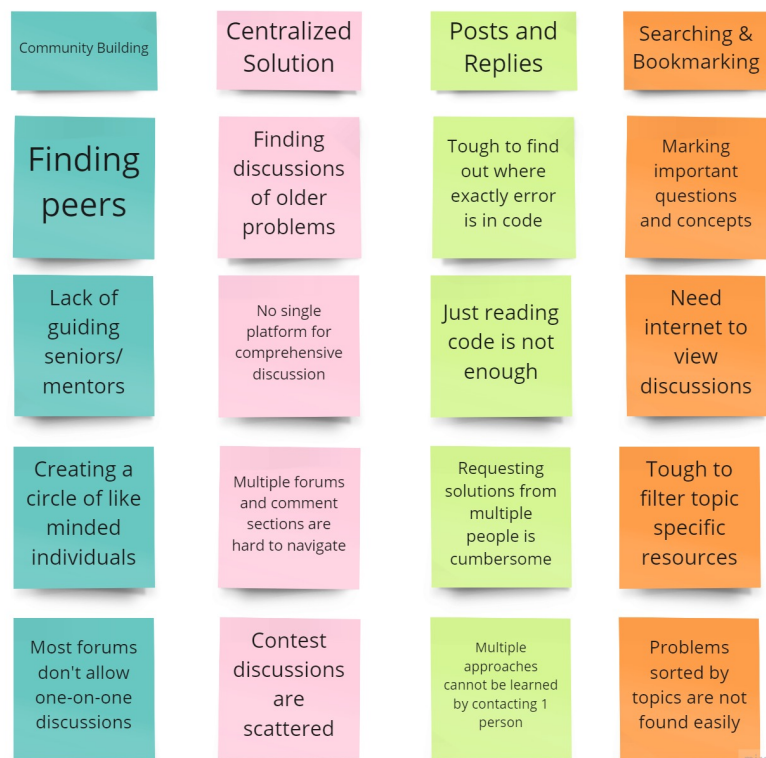 Community Building
Centralized
Solution
Posts and
Replies
Searching &
Bookmarking
Finding
peers
Finding
discussions
of older
problems
Tough to find
out where
exactly error
is in code
Marking
important
questions
and concepts
Lack of
guiding
seniors/
mentors
No single
platform for
comprehensive
discussion
Just reading
code is not
enough
Need
internet to
view
discussions
Creating a
circle of like
minded
individuals
Multiple forums
and comment
sections are
hard to navigate
Requesting
solutions from
multiple
people is
cumbersome
Tough to
filter topic
specific
resources
Most forums
don't allow
one-on-one
discussions
Contest
discussions
are
scattered
Multiple
approaches
cannot be learned
by contacting 1
person
Problems
sorted by
topics are not
found easily